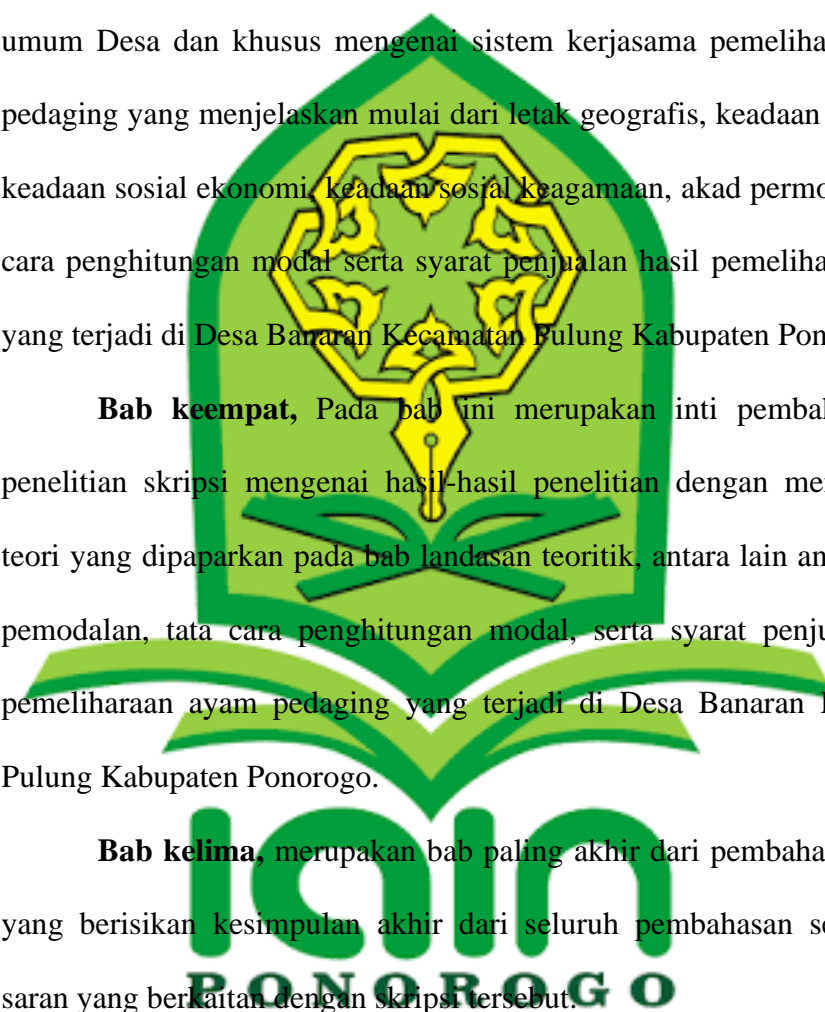 umum Desa dan khusus mengenai sistem kerjasama pemeliha
pedaging yang menjelaskan mulai dari letak geografis, keadaan
keadaan sosial ekonomi, keadaan sosial keagamaan, akad permo
cara penghitungan modal serta syarat penjualan hasil pemeliha
yang terjadi di Desa Banaran Kecamatan Pulung Kabupaten Pon
Bab keempat, Pada bab ini merupakan inti pembal
penelitian skripsi mengenai hasil-hasil penelitian dengan me
teori yang dipaparkan pada bab landasan teoritik, antara lain an
pemodalan, tata cara penghitungan modal, serta syarat penju
pemeliharaan ayam pedaging yang terjadi di Desa Banaran
Pulung Kabupaten Ponorogo.
Bab kelima, merupakan bab paling akhir dari pembaha
yang berisikan kesimpulan akhir dari seluruh pembahasan se
saran yang berkaitan dengan skripsi tersebut.
iain
PONOROGO